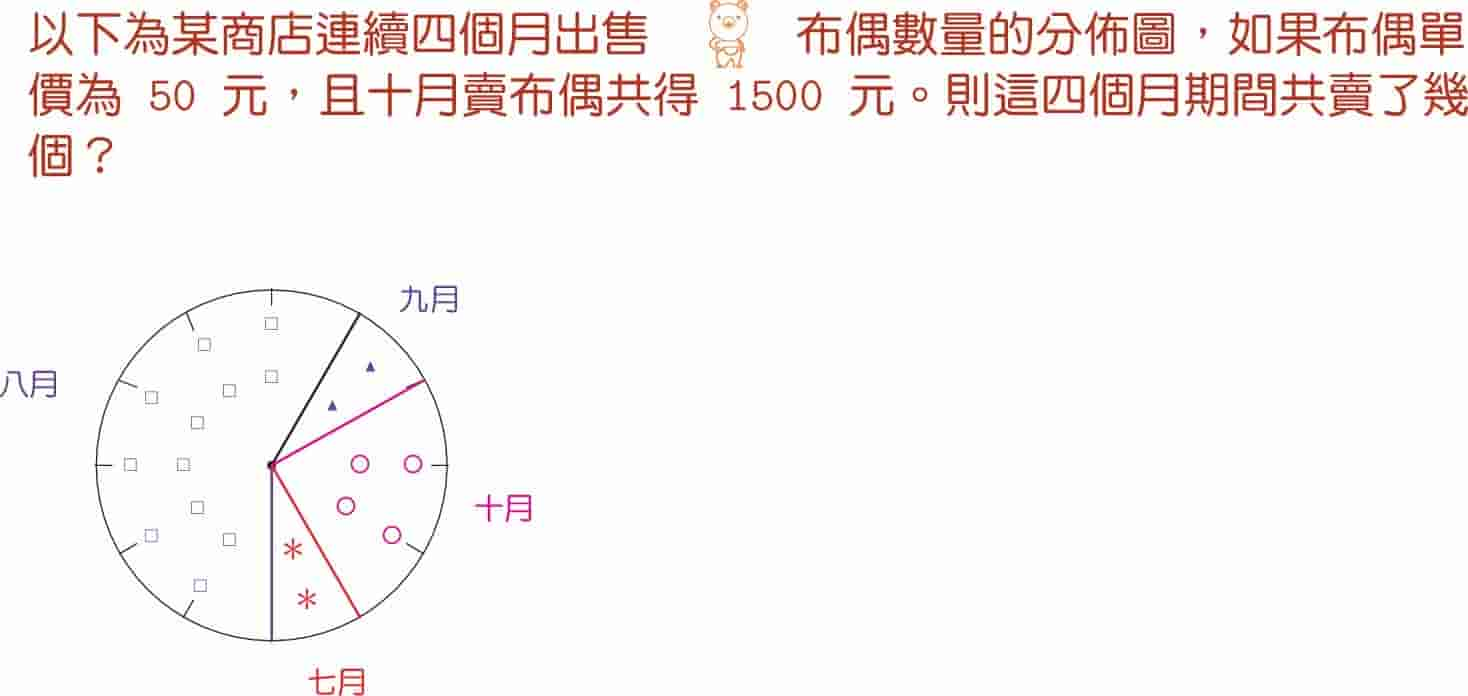 以下為某商店連續四個月出售 布偶數量的分佈圖，如果布偶單
價為 50 元，且十月賣布偶共得 1500 元。則這四個月期間共賣了幾
個？
九月
八月
十月
七月